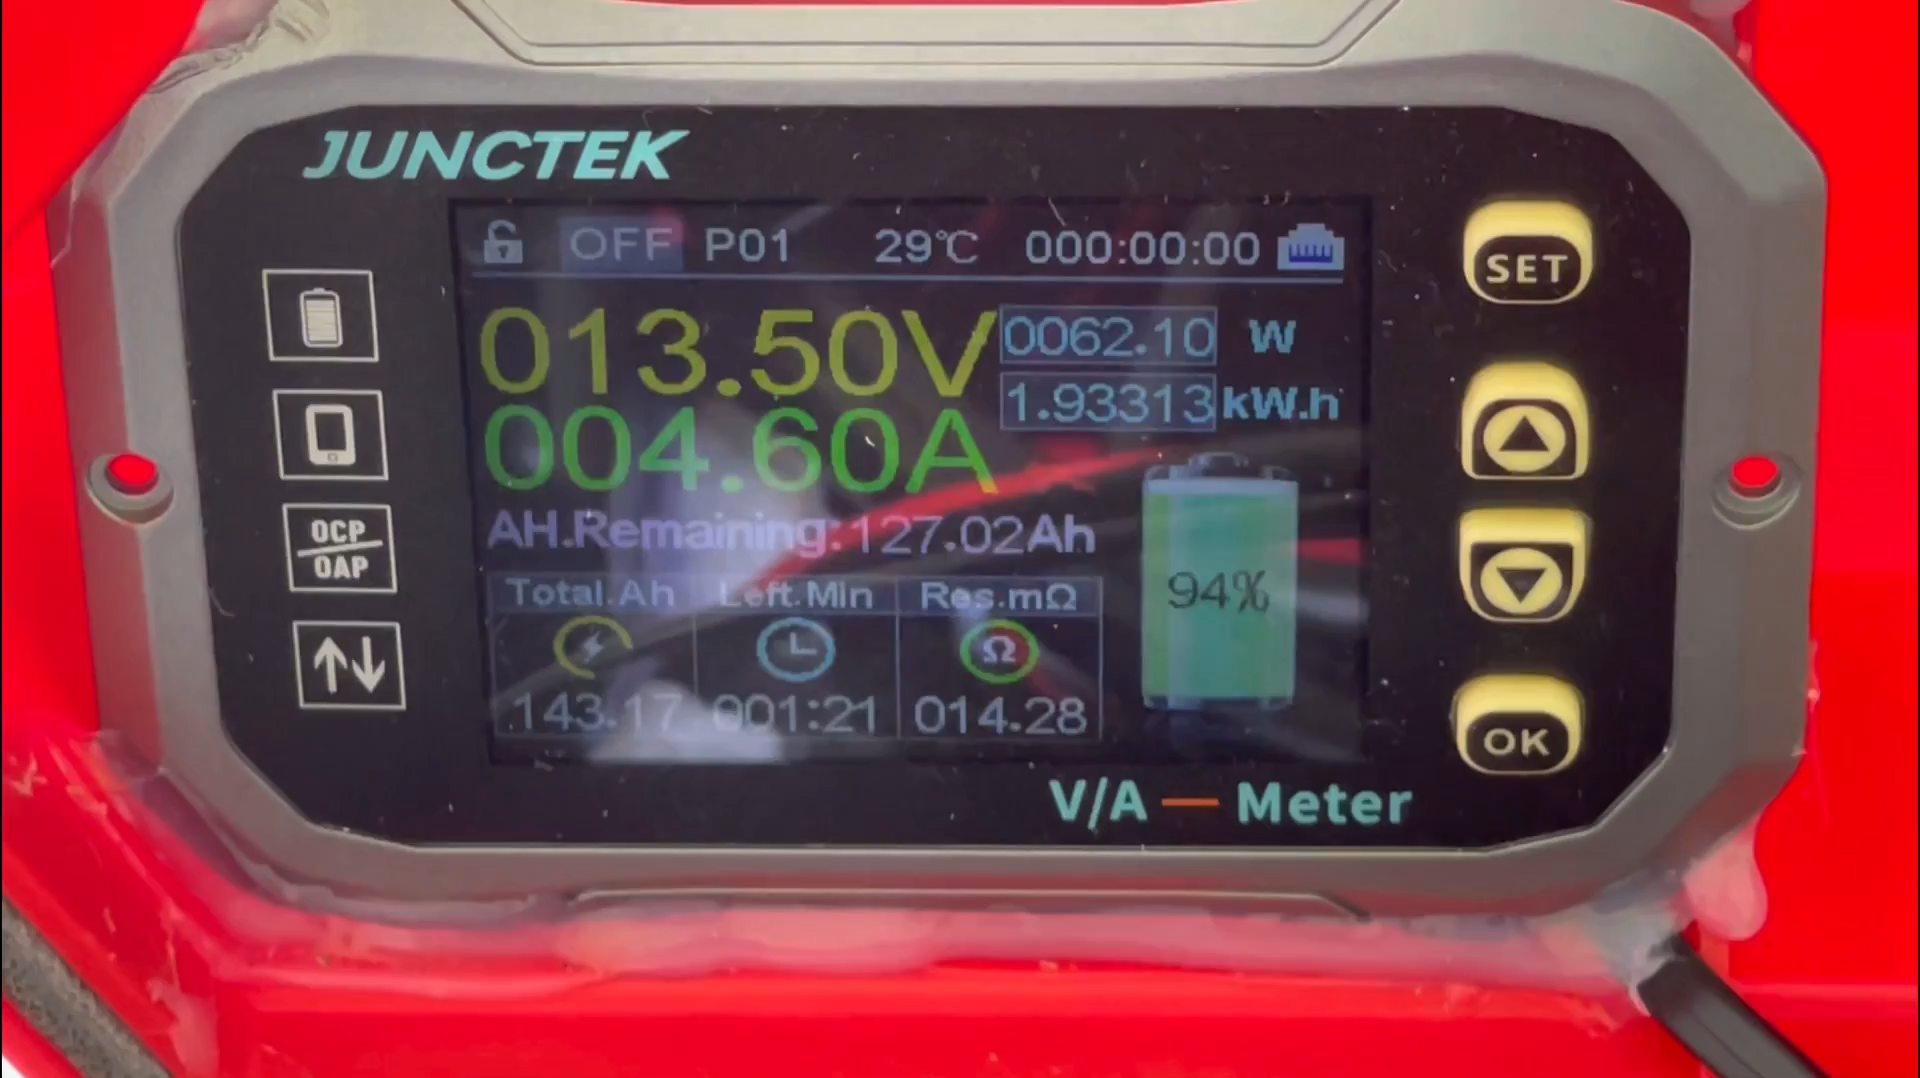 JUNCTEK
OFF P01 29℃ 000:00:00
013.50V 0062.10 W
1.93313 kW.h
004.60A
AH.Remaining: 127.02Ah
94%
Total.Ah Left.Min Res.mΩ
Ω
143.17 001:21 014.28
V/A — Meter
OCP
OAP
SET
OK